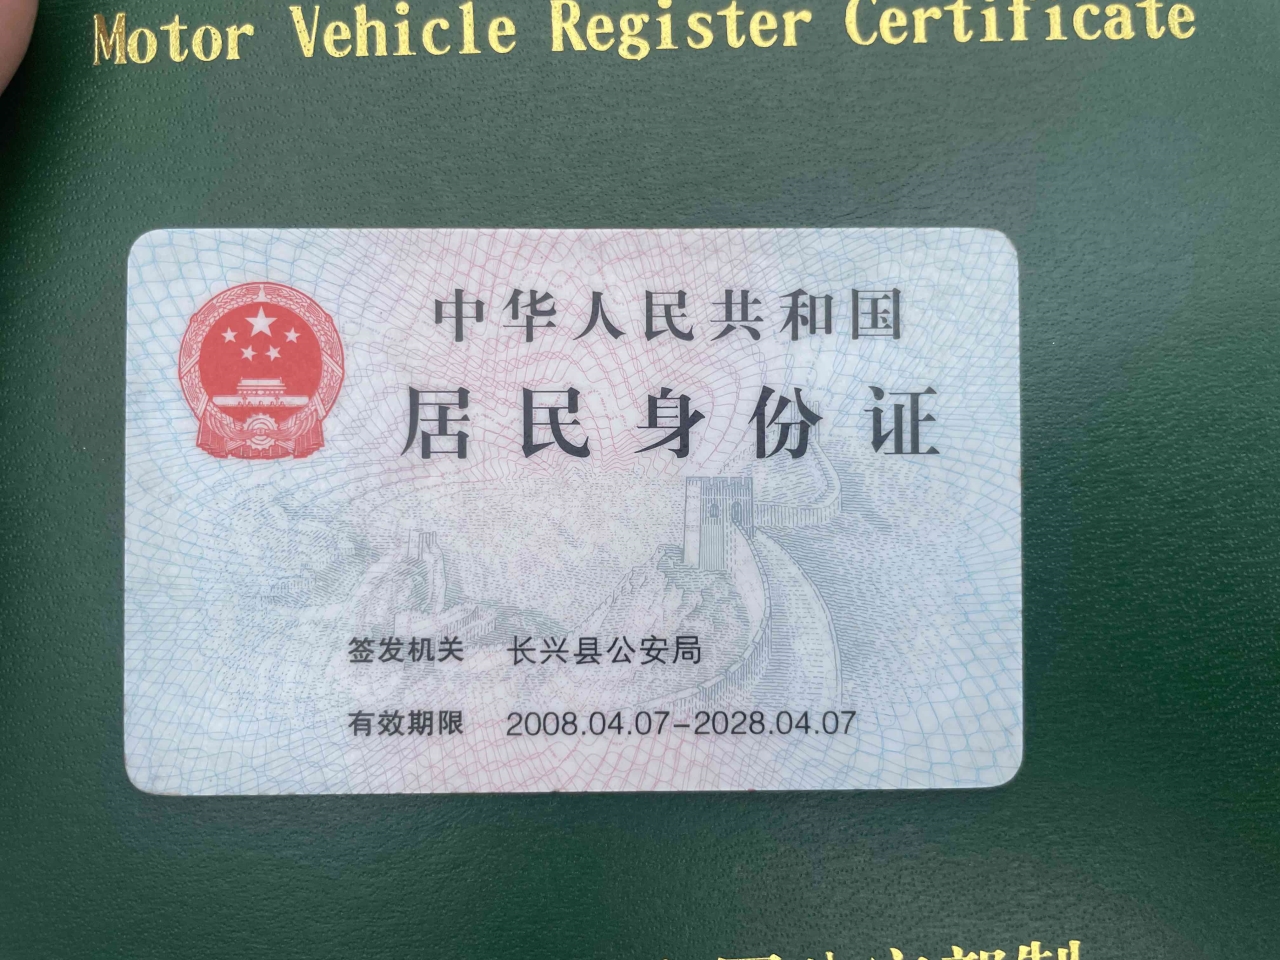 Motor Vehicle Register Certificate
中华人民共和国
居民身份证
签发机关 长兴县公安局
有效期限 2008.04.07-2028.04.07